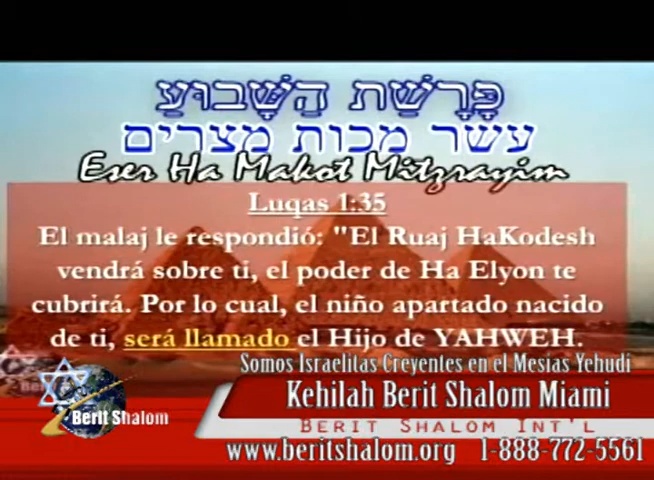 פָּרָשַׁת הַשָּׁבוּעַ
עשר מכות מצרים
Eser Ha Makot Mitzrayim
Luqas 1:35
El malaj le respondió: "El Ruaj HaKodesh
vendrá sobre ti, el poder de Ha Elyon te
cubrirá. Por lo cual, el niño apartado nacido
de ti, será llamado el Hijo de YAHWEH.
Somos Israelitas Creyentes en el Mesías Yehudi
Kehilah Berit Shalom Miami
Berit Shalom
BERIT SHALOM INT'L
www.beritshalom.org 1-888-772-5561